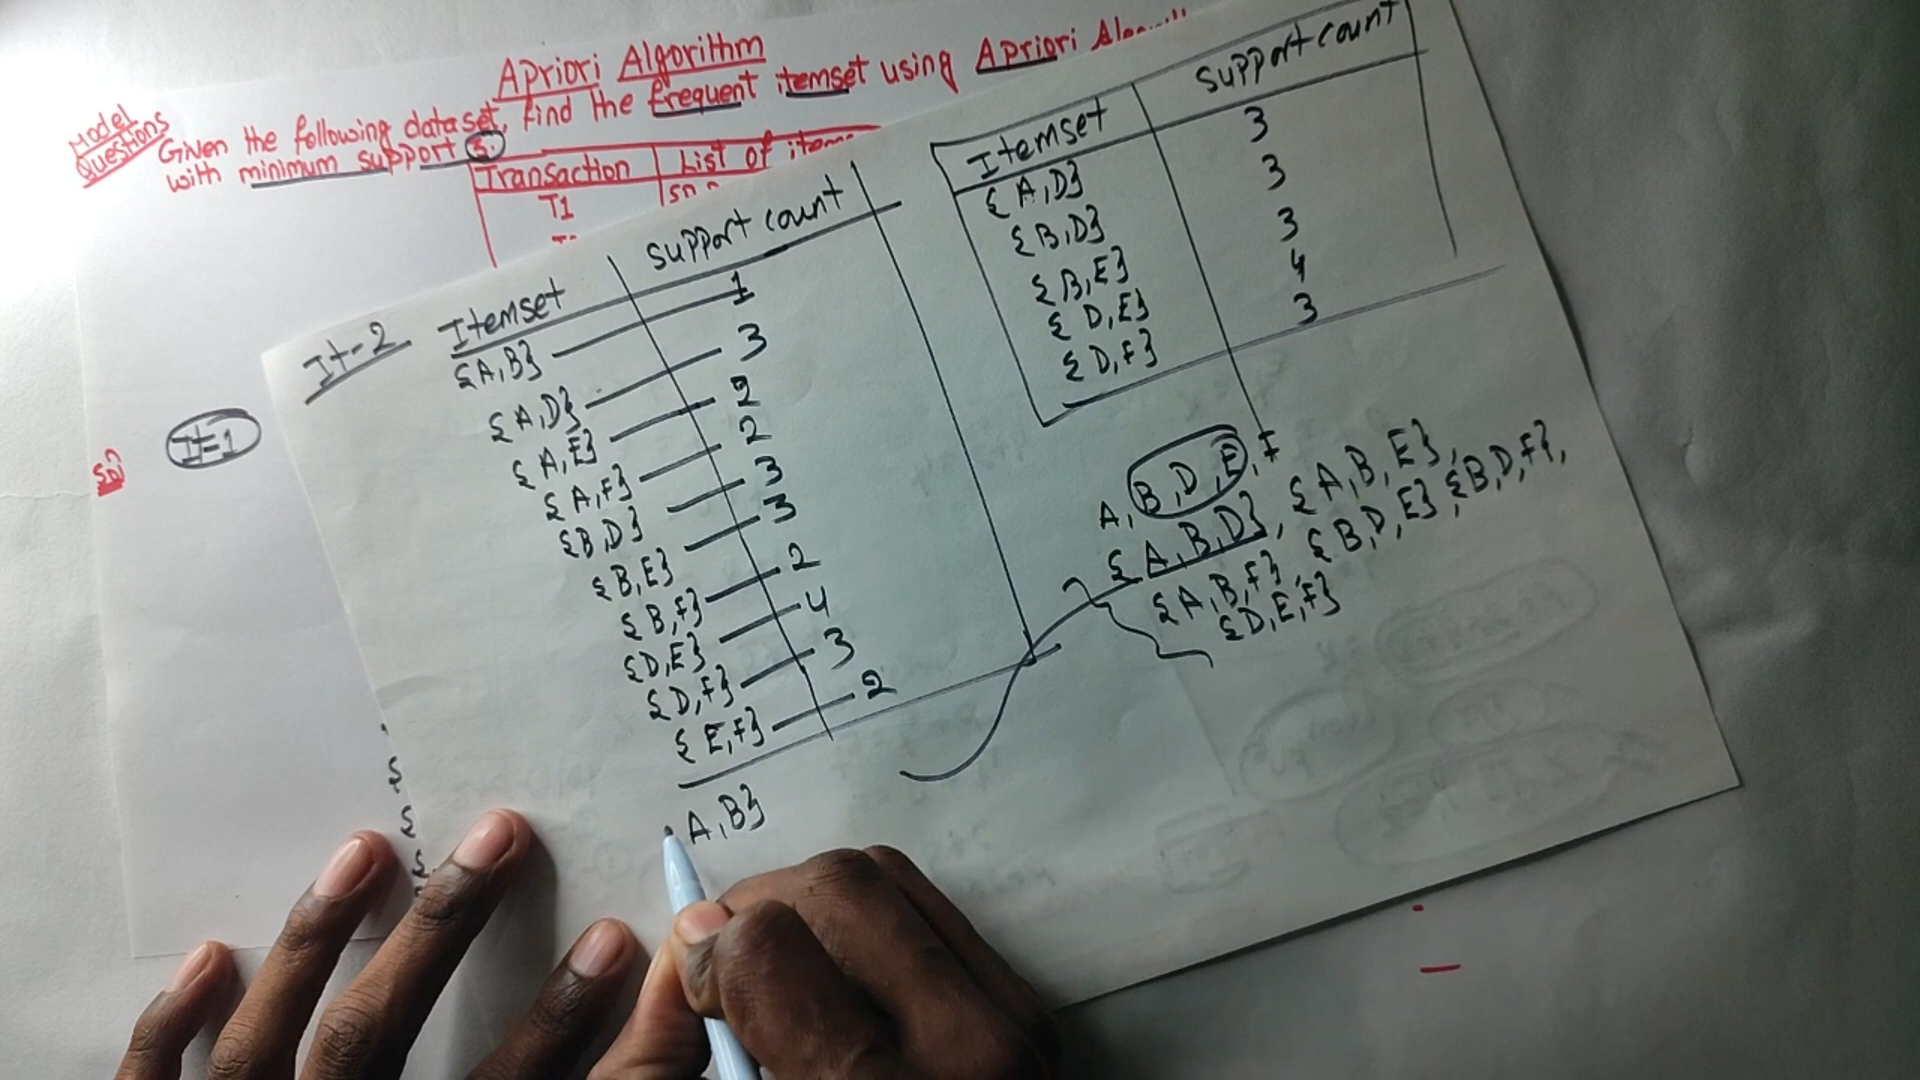 Apriori Algorithm
Model
Questions
Given the following dataset, find the frequent itemset using Apriori
with minimum support 3.
Transaction | List of
T1
It-2
Itemset | support count
{A,B} 1
{A,D} 3
{A,E} 2
{A,F} 2
{B,D} 3
{B,E} 3
{B,F} 2
{D,E} 4
{D,F} 3
{E,F} 2
A,B}
It=1
Itemset | support count
{A,D} 3
{B,D} 3
{B,E} 3
{D,E} 4
{D,F} 3
A, B, D, E, F
{A,B,D}, {A,B,E},
{A,B,F}, {B,D,E} {B,D,F},
{D,E,F}